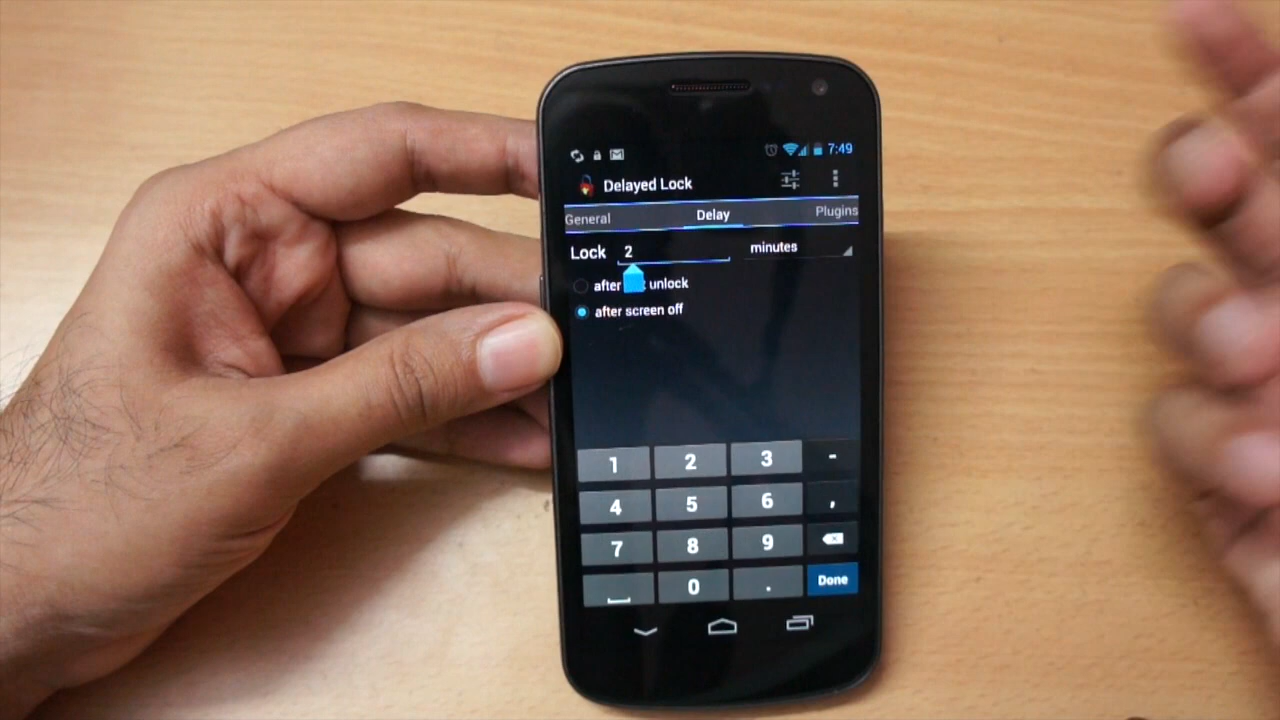 7:49
Delayed Lock
General Delay Plugins
Lock 2 minutes
after unlock
after screen off
1 2 3 -
4 5 6 ,
7 8 9
0 . Done